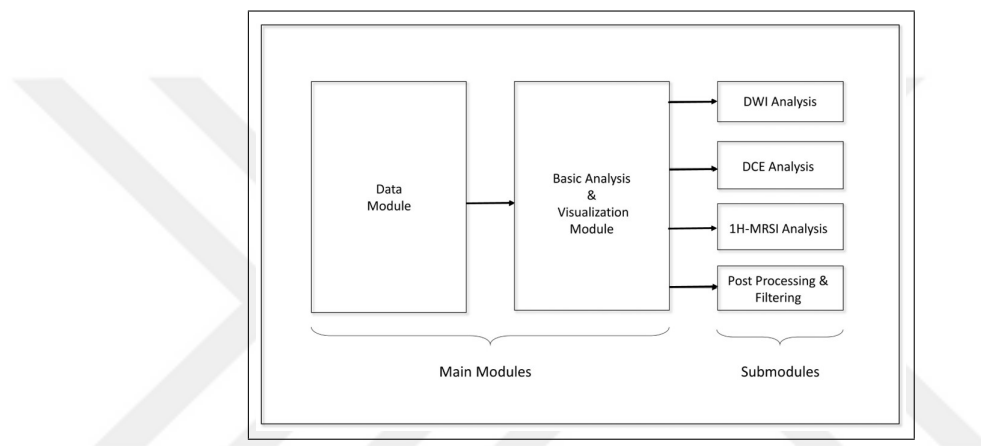 Data
Module
Basic Analysis
&
Visualization
Module
DWI Analysis
DCE Analysis
1H-MRSI Analysis
Post Processing &
Filtering
Main Modules
Submodules